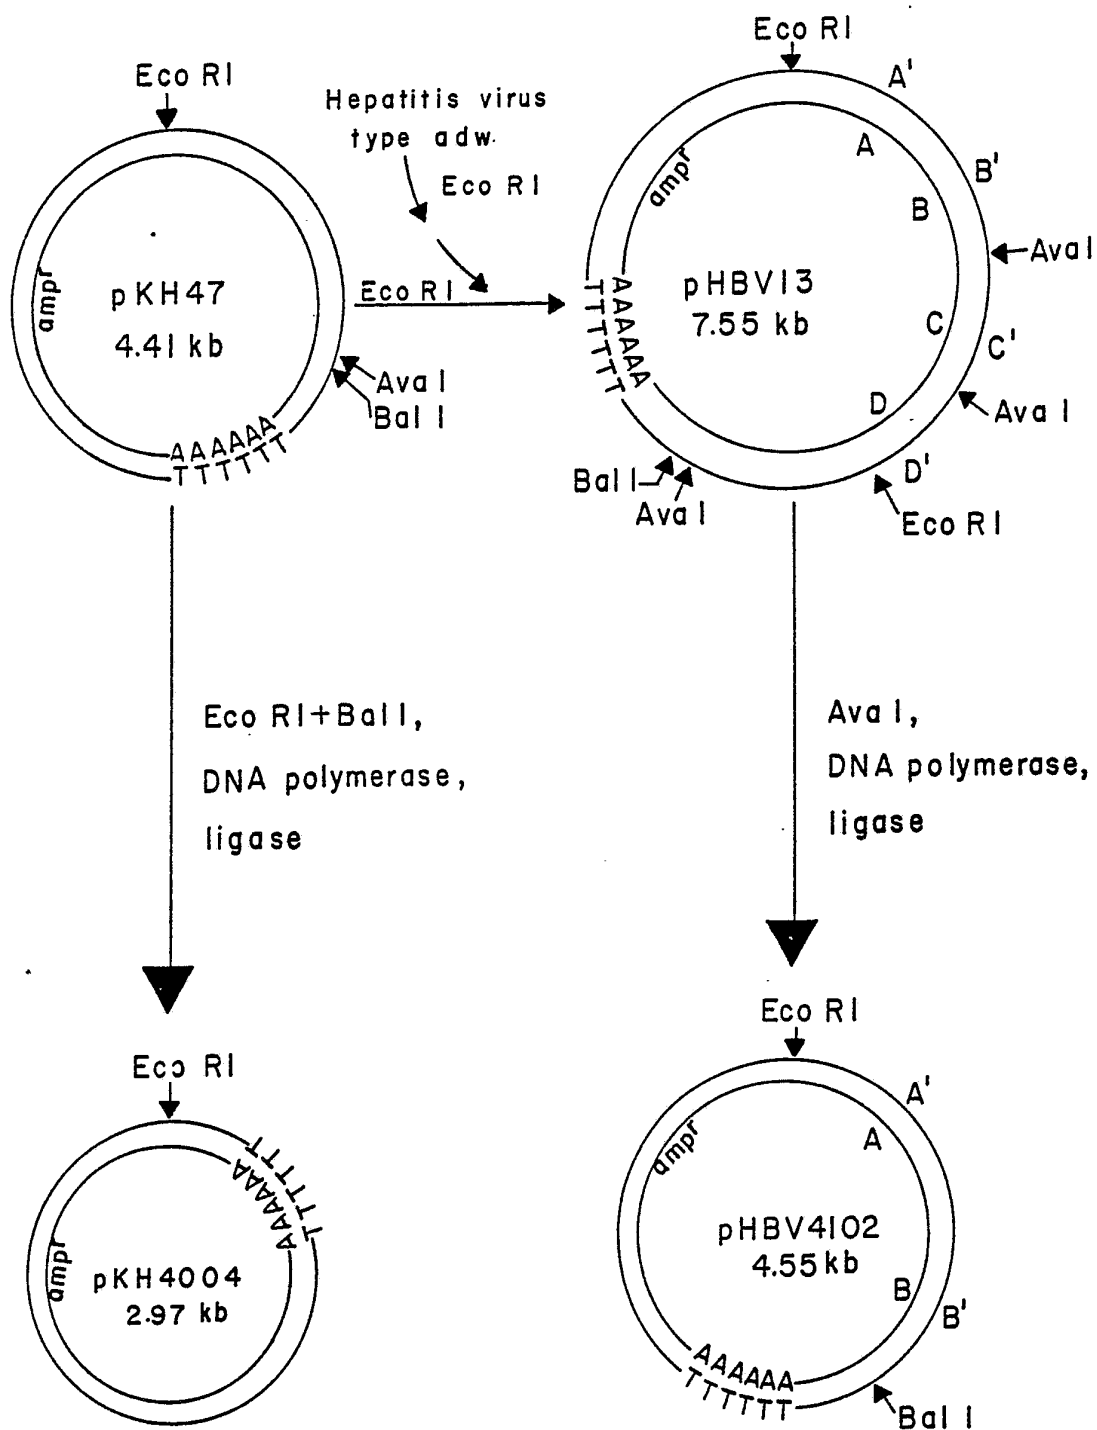 Eco RI
Hepatitis virus
type adw.
Eco RI
ampr
pKH47
4.41 kb
Ava I
Bal I
AAAAAA
TTTTTT
Eco RI
Eco RI
A'
A
B'
B
Ava I
ampr
pHBV13
7.55 kb
C
C'
AAAAAA
TTTTTT
D
Ava I
D'
Bal I
Ava I
Eco RI
Eco RI+Bal I,
DNA polymerase,
ligase
Ava I,
DNA polymerase,
ligase
Eco RI
TTTTTT
AAAAAA
ampr
pKH4004
2.97 kb
Eco RI
A'
A
ampr
pHBV4102
4.55 kb
B
B'
AAAAAA
TTTTTT
Bal I